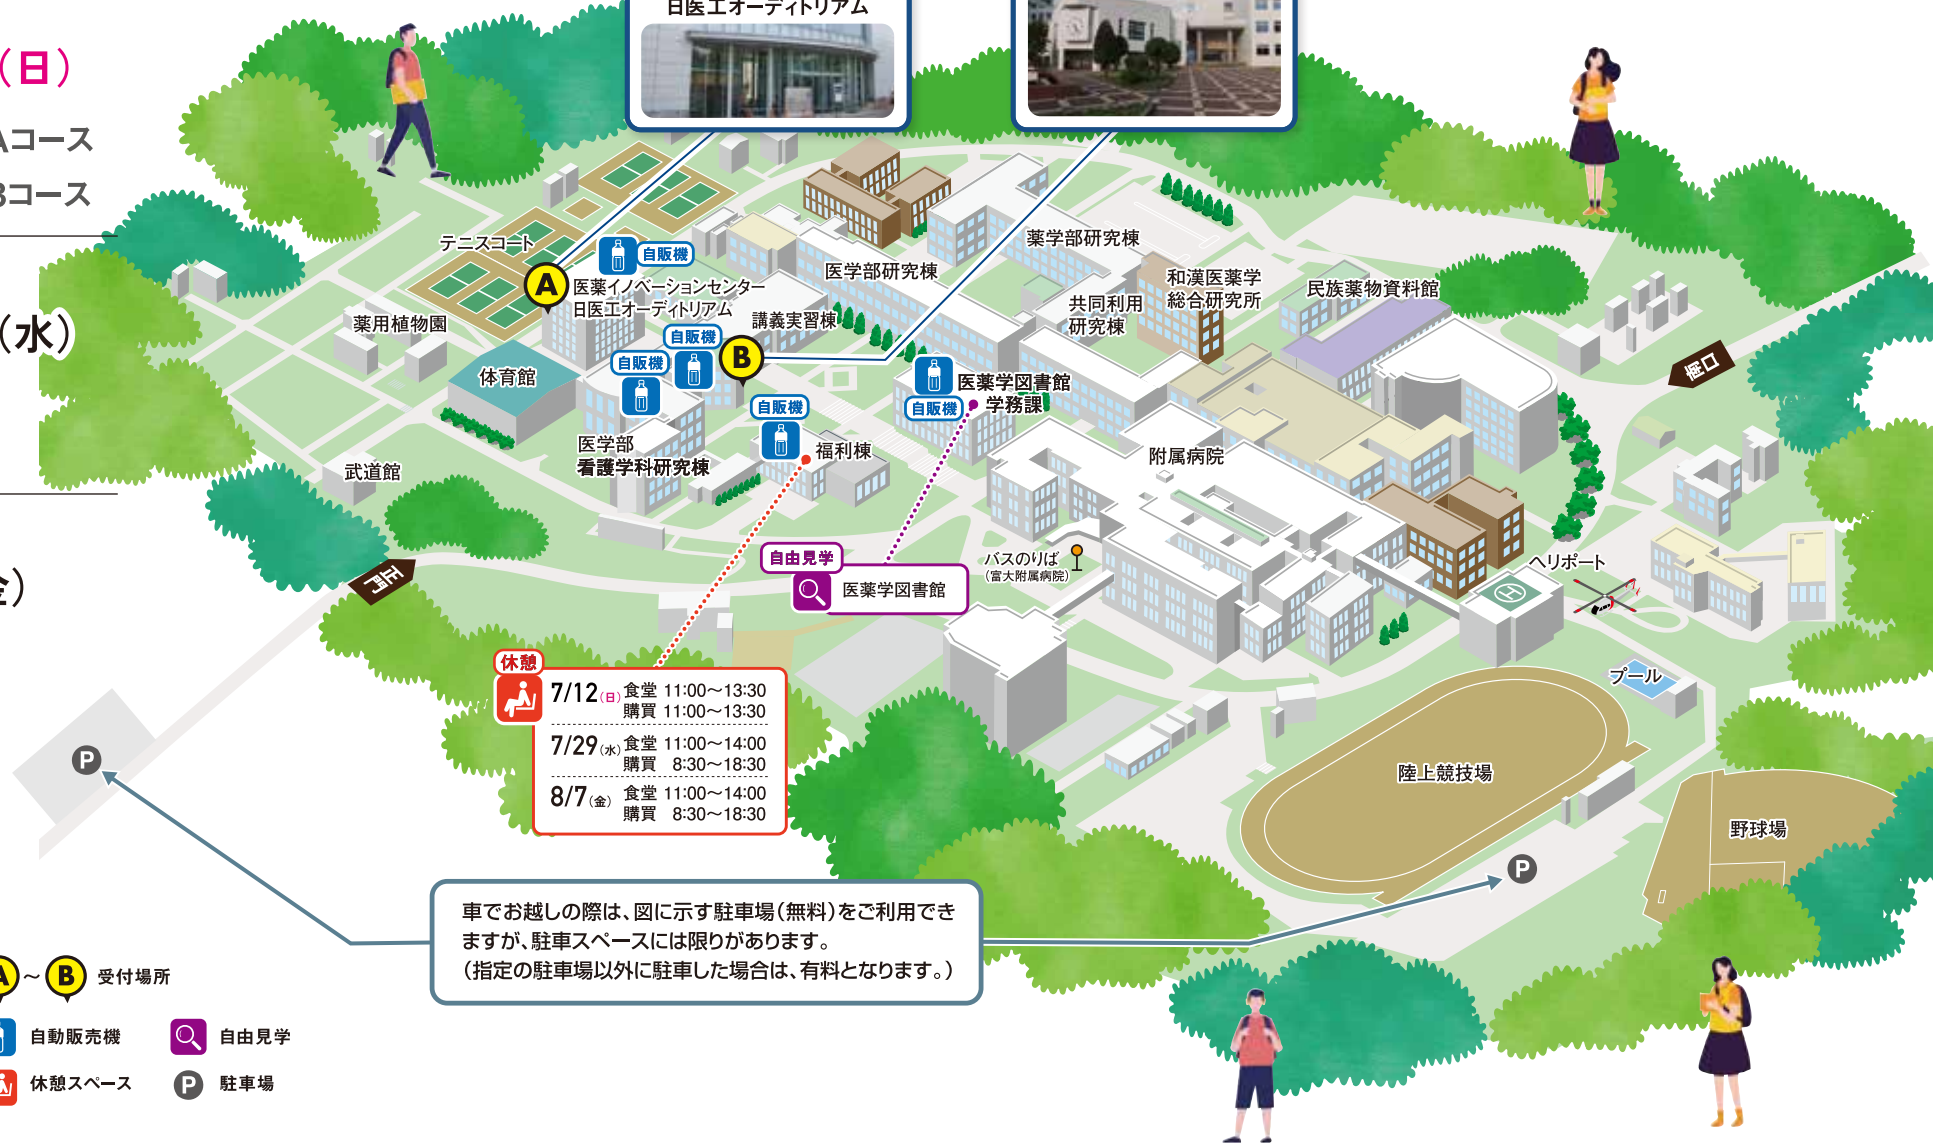 日医工オーディトリアム
（日）
Aコース
Bコース
（水）
金）
テニスコート
自販機
医薬イノベーションセンター
日医工オーディトリアム
A
薬用植物園
体育館
武道館
正門
講義実習棟
自販機
自販機
B
医学部
看護学科研究棟
自販機
福利棟
医学部研究棟
薬学部研究棟
共同利用
研究棟
和漢医薬学
総合研究所
民族薬物資料館
自販機
医薬学図書館
学務課
附属病院
バスのりば
（富大附属病院）
自由見学
医薬学図書館
ヘリポート
H
プール
陸上競技場
野球場
P
P
休憩
7/12（日） 食堂 11:00～13:30
購買 11:00～13:30
7/29（水） 食堂 11:00～14:00
購買 8:30～18:30
8/7（金） 食堂 11:00～14:00
購買 8:30～18:30
車でお越しの際は、図に示す駐車場（無料）をご利用でき
ますが、駐車スペースには限りがあります。
（指定の駐車場以外に駐車した場合は、有料となります。）
A～B 受付場所
自動販売機
自由見学
休憩スペース
P 駐車場